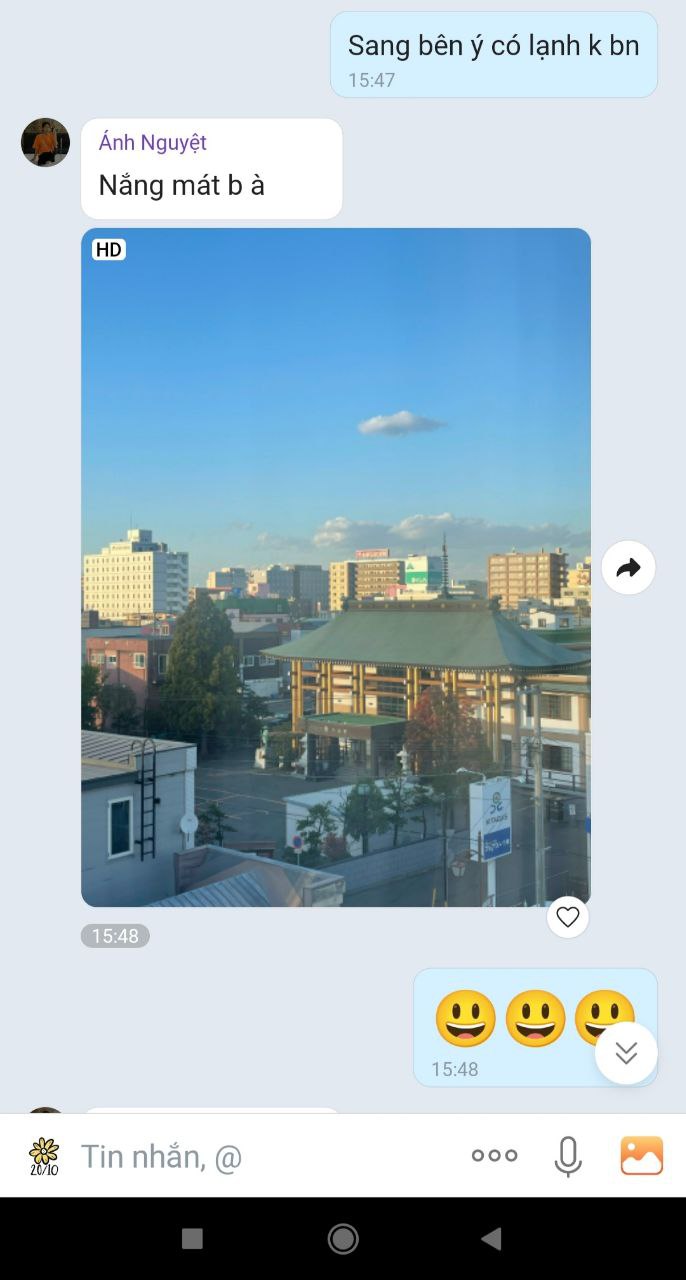 Sang bên ý có lạnh k bn
15:47
Ánh Nguyệt
Nắng mát b à
HD
15:48
😃😃😃
15:48
20/10
Tin nhắn, @